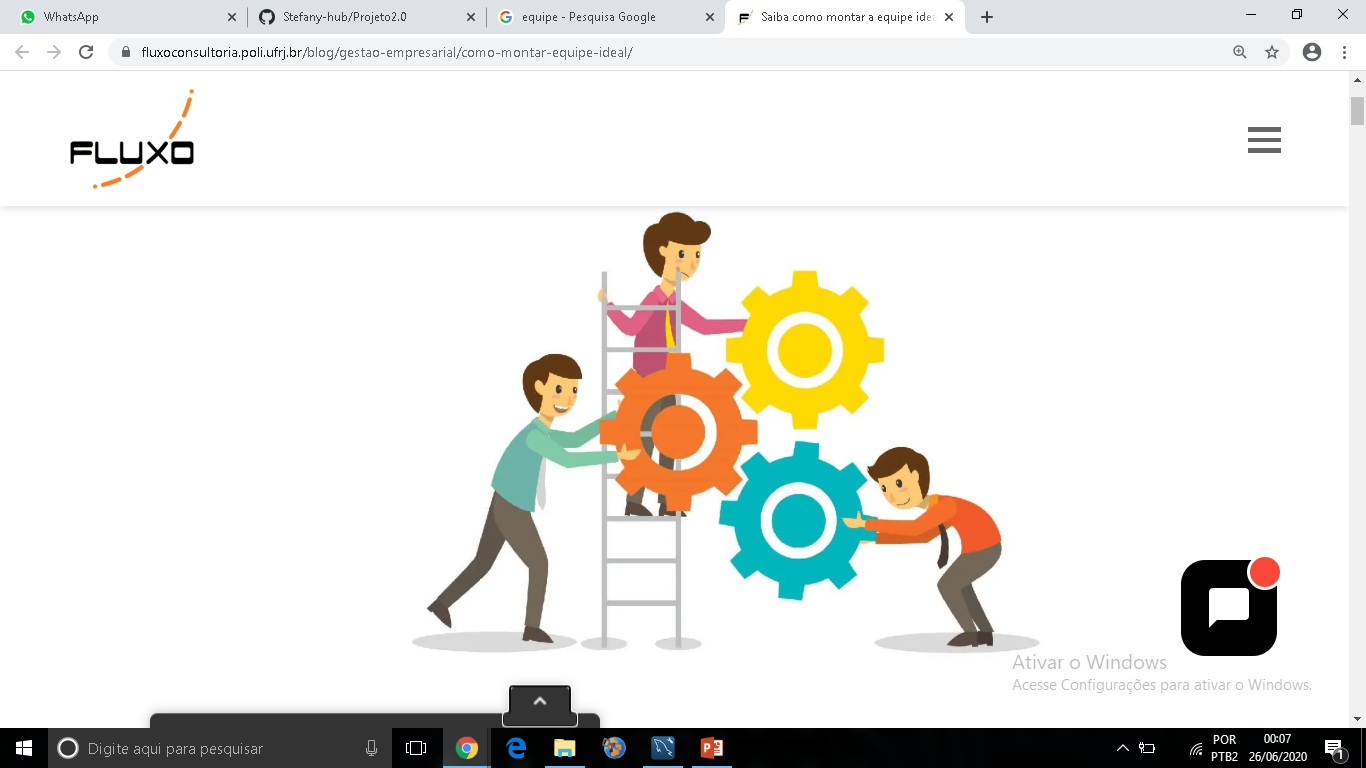 WhatsApp
Stefany-hub/Projeto2.0
equipe - Pesquisa Google
Saiba como montar a equipe idea
fluxoconsultoria.poli.ufrj.br/blog/gestao-empresarial/como-montar-equipe-ideal/
FLUXO
Ativar o Windows
Acesse Configurações para ativar o Windows.
Digite aqui para pesquisar
POR
PTB2
00:07
26/06/2020
1